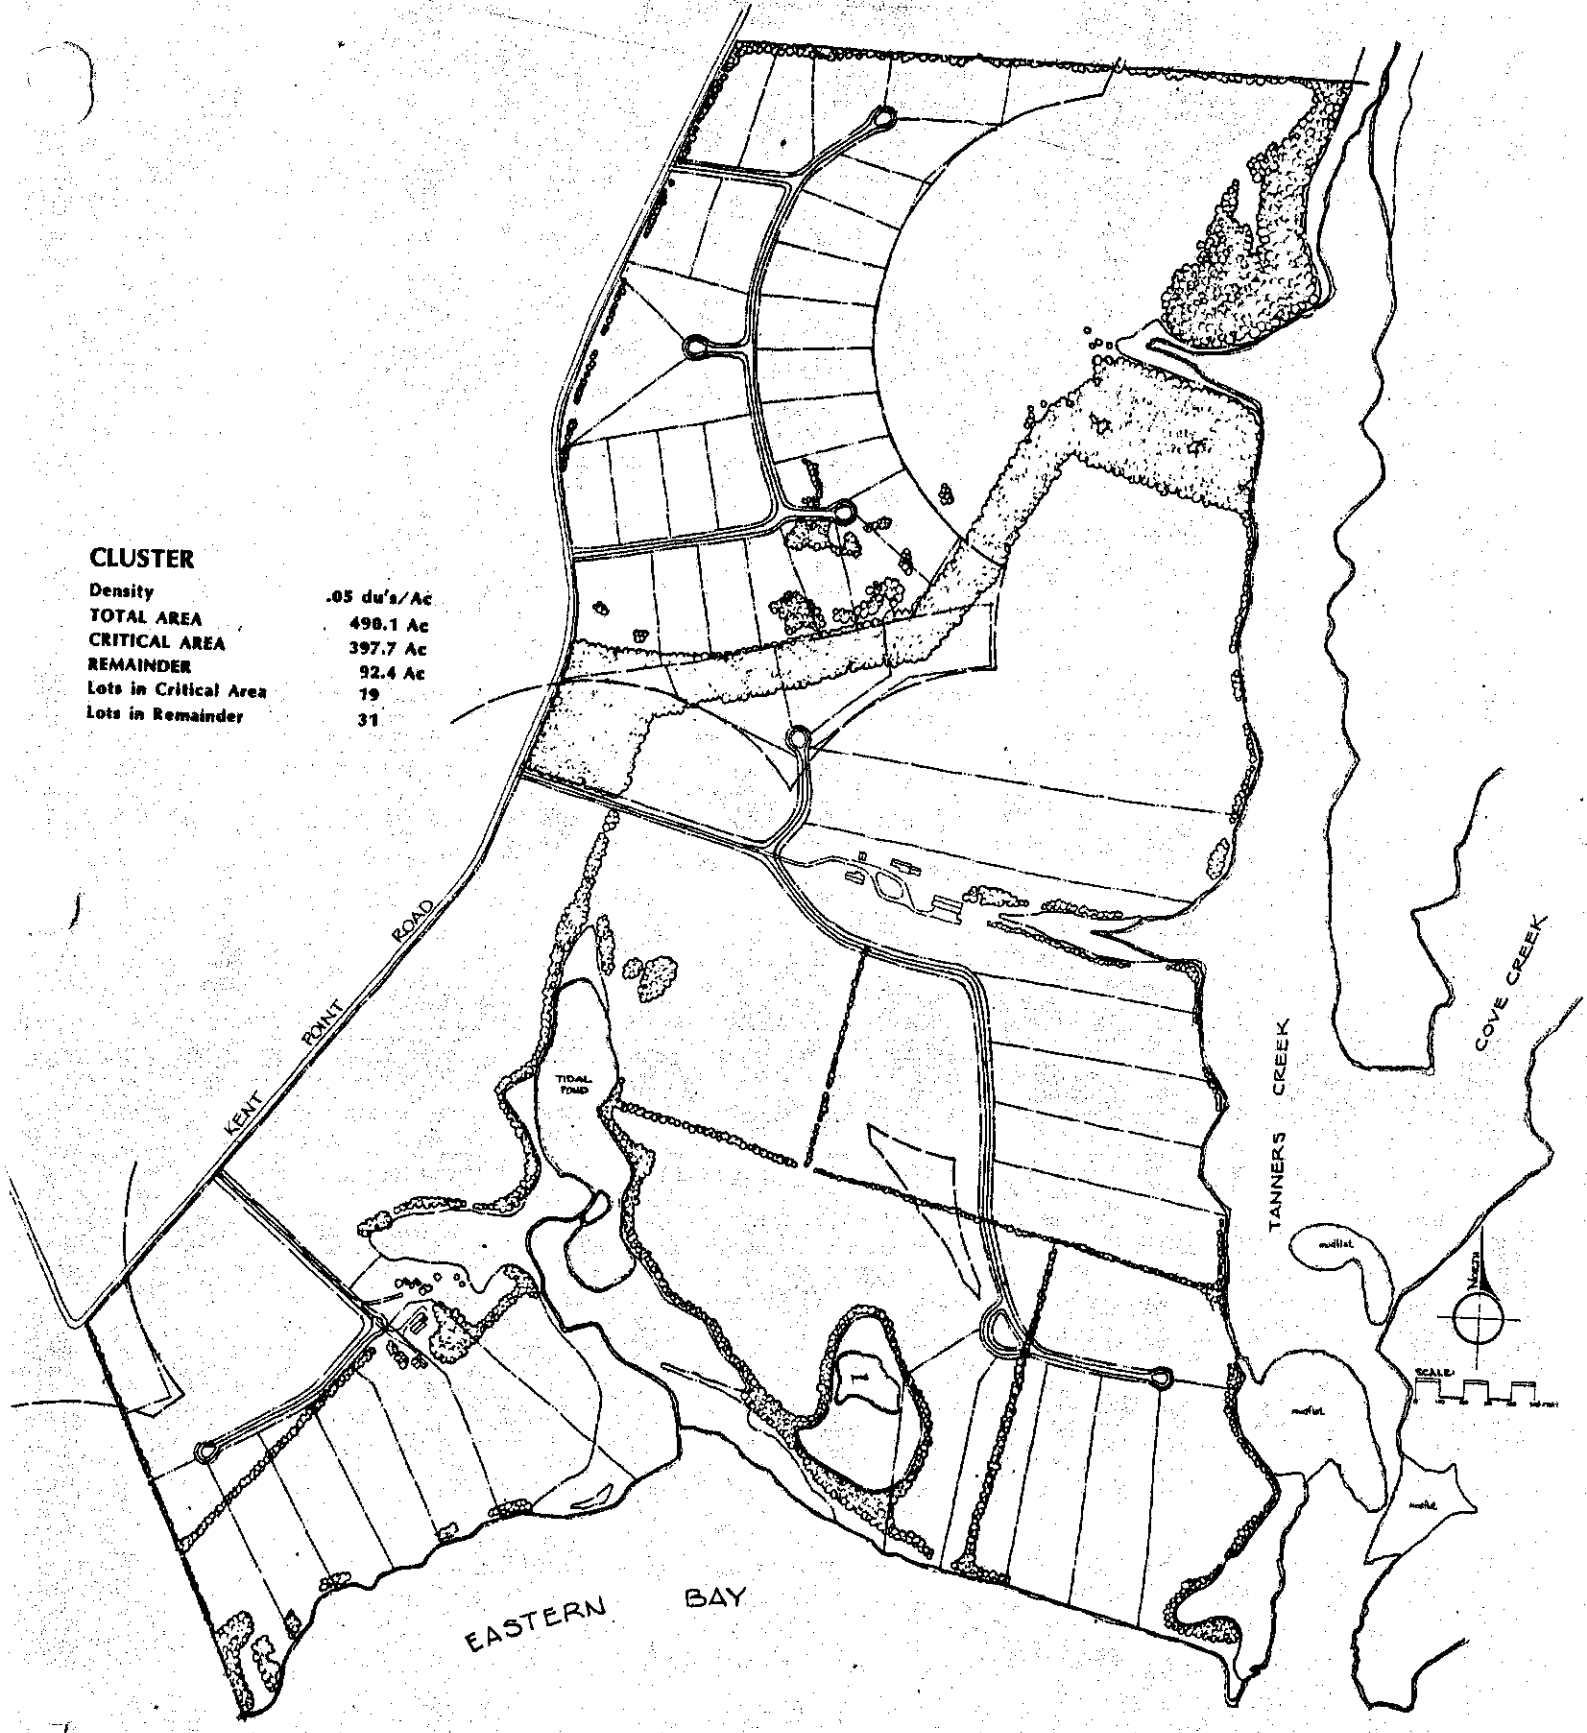 CLUSTER
Density .05 du's/Ac
TOTAL AREA 498.1 Ac
CRITICAL AREA 397.7 Ac
REMAINDER 92.4 Ac
Lots in Critical Area 19
Lots in Remainder 31
KENT POINT ROAD
TIDAL POND
TANNERS CREEK
COVE CREEK
mudflat
NORTH
SCALE:
mudflat
mudflat
EASTERN BAY